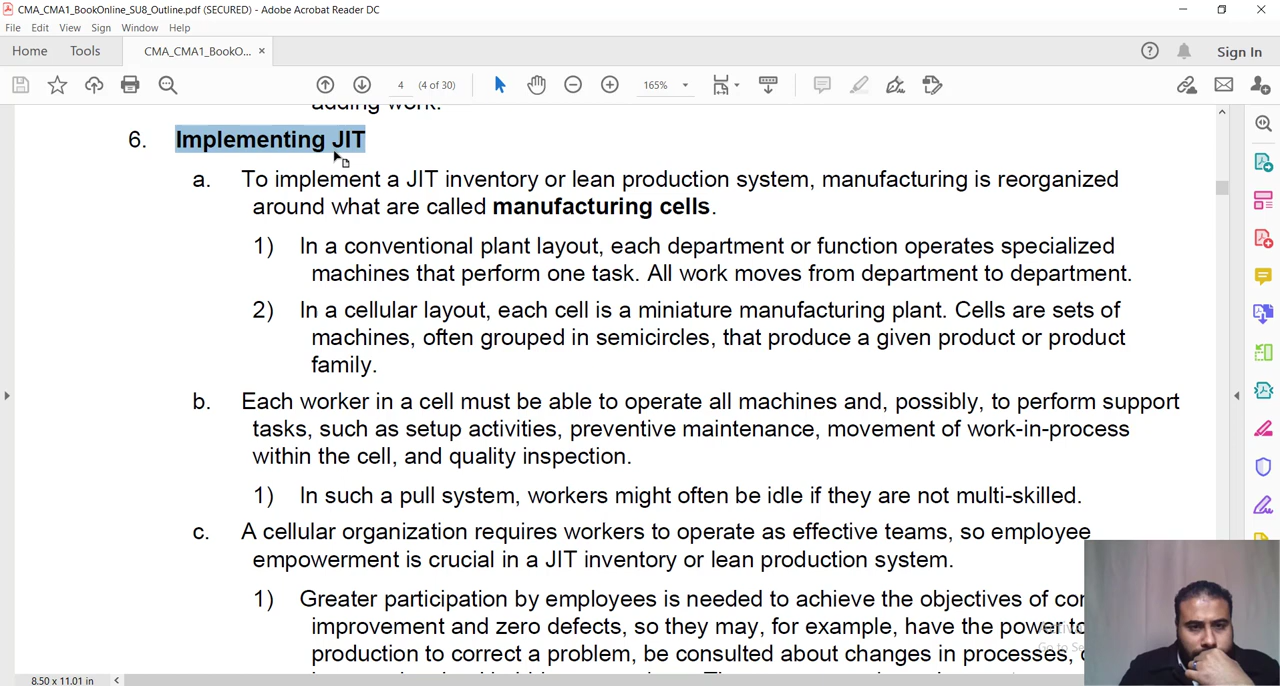 CMA_CMA1_BookOnline_SU8_Outline.pdf (SECURED) - Adobe Acrobat Reader DC
File Edit View Sign Window Help
Home Tools CMA_CMA1_BookO... × Sign In
4 (4 of 30) 165%
adding work.
6. Implementing JIT
a. To implement a JIT inventory or lean production system, manufacturing is reorganized
around what are called manufacturing cells.
1) In a conventional plant layout, each department or function operates specialized
machines that perform one task. All work moves from department to department.
2) In a cellular layout, each cell is a miniature manufacturing plant. Cells are sets of
machines, often grouped in semicircles, that produce a given product or product
family.
b. Each worker in a cell must be able to operate all machines and, possibly, to perform support
tasks, such as setup activities, preventive maintenance, movement of work-in-process
within the cell, and quality inspection.
1) In such a pull system, workers might often be idle if they are not multi-skilled.
c. A cellular organization requires workers to operate as effective teams, so employee
empowerment is crucial in a JIT inventory or lean production system.
1) Greater participation by employees is needed to achieve the objectives of
improvement and zero defects, so they may, for example, have the power to
production to correct a problem, be consulted about changes in processes,
8.50 x 11.01 in